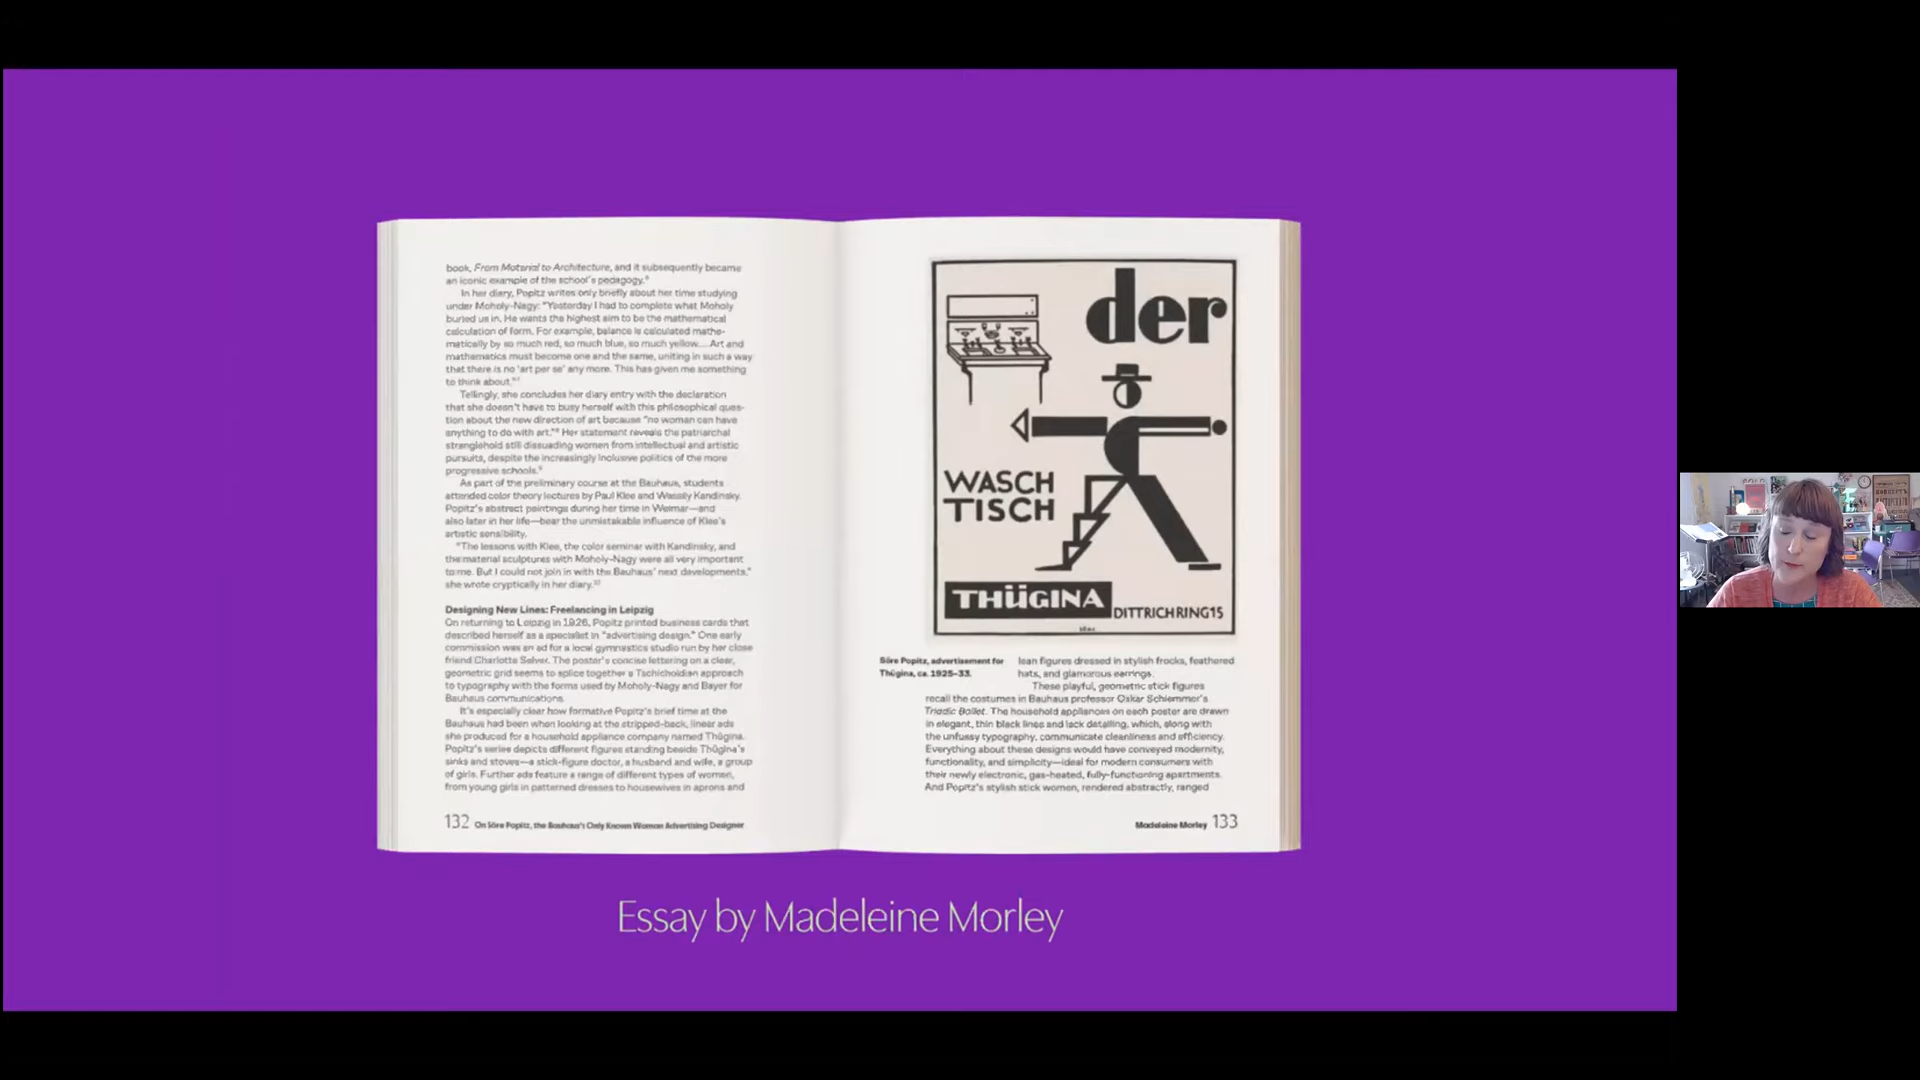 book, From Material to Architecture, and it subsequently became
an iconic example of the school's pedagogy.⁶
In her diary, Popitz writes only briefly about her time studying
under Moholy-Nagy: "Yesterday I had to complete what Moholy
buried us in. He wants the highest aim to be the mathematical
calculation of form. For example, balance is calculated mathe-
matically by so much red, so much blue, so much yellow.... Art and
mathematics must become one and the same, uniting in such a way
that there is no 'art per se' any more. This has given me something
to think about."⁷
Tellingly, she concludes her diary entry with the declaration
that she doesn't have to busy herself with this philosophical ques-
tion about the new direction of art because "no woman can have
anything to do with art."⁸ Her statement reveals the patriarchal
stranglehold still dissuading women from intellectual and artistic
pursuits, despite the increasingly inclusive politics of the more
progressive schools.⁹
As part of the preliminary course at the Bauhaus, students
attended color theory lectures by Paul Klee and Wassily Kandinsky.
Popitz's abstract paintings during her time in Weimar—and
also later in her life—bear the unmistakable influence of Klee's
artistic sensibility.
"The lessons with Klee, the color seminar with Kandinsky, and
the material sculptures with Moholy-Nagy were all very important
to me. But I could not join in with the Bauhaus' next developments,"
she wrote cryptically in her diary.¹⁰
Designing New Lines: Freelancing in Leipzig
On returning to Leipzig in 1926, Popitz printed business cards that
described herself as a specialist in "advertising design." One early
commission was an ad for a local gymnastics studio run by her close
friend Charlotte Selver. The poster's concise lettering on a clear,
geometric grid seems to splice together a Tschicholdian approach
to typography with the forms used by Moholy-Nagy and Bayer for
Bauhaus communications.
It's especially clear how formative Popitz's brief time at the
Bauhaus had been when looking at the stripped-back, linear ads
she produced for a household appliance company named Thügina.
Popitz's series depicts different figures standing beside Thügina's
sinks and stoves—a stick-figure doctor, a husband and wife, a group
of girls. Further ads feature a range of different types of women,
from young girls in patterned dresses to housewives in aprons and
132 On Söre Popitz, the Bauhaus's Only Known Woman Advertising Designer
der
WASCH
TISCH
THÜGINA DITTRICHRING 15
Söre Popitz, advertisement for
Thügina, ca. 1925–33.
lean figures dressed in stylish frocks, feathered
hats, and glamorous earrings.
These playful, geometric stick figures
recall the costumes in Bauhaus professor Oskar Schlemmer's
Triadic Ballet. The household appliances on each poster are drawn
in elegant, thin black lines and lack detailing, which, along with
the unfussy typography, communicate cleanliness and efficiency.
Everything about these designs would have conveyed modernity,
functionality, and simplicity—ideal for modern consumers with
their newly electronic, gas-heated, fully-functioning apartments.
And Popitz's stylish stick women, rendered abstractly, ranged
Madeleine Morley 133
Essay by Madeleine Morley